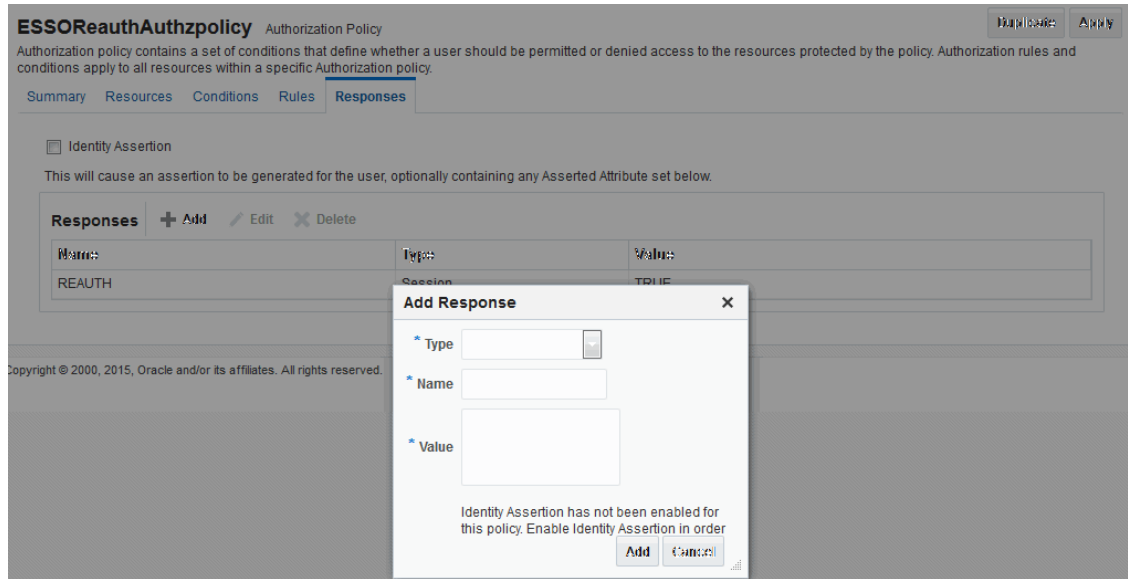 ESSOReauthAuthzpolicy Authorization Policy
Duplicate Apply
Authorization policy contains a set of conditions that define whether a user should be permitted or denied access to the resources protected by the policy. Authorization rules and
conditions apply to all resources within a specific Authorization policy.
Summary Resources Conditions Rules Responses
Identity Assertion
This will cause an assertion to be generated for the user, optionally containing any Asserted Attribute set below.
Responses Add Edit Delete
Name Type Value
REAUTH Session TRUE
Add Response
* Type
* Name
* Value
Identity Assertion has not been enabled for
this policy. Enable Identity Assertion in order
Add Cancel
Copyright © 2000, 2015, Oracle and/or its affiliates. All rights reserved.